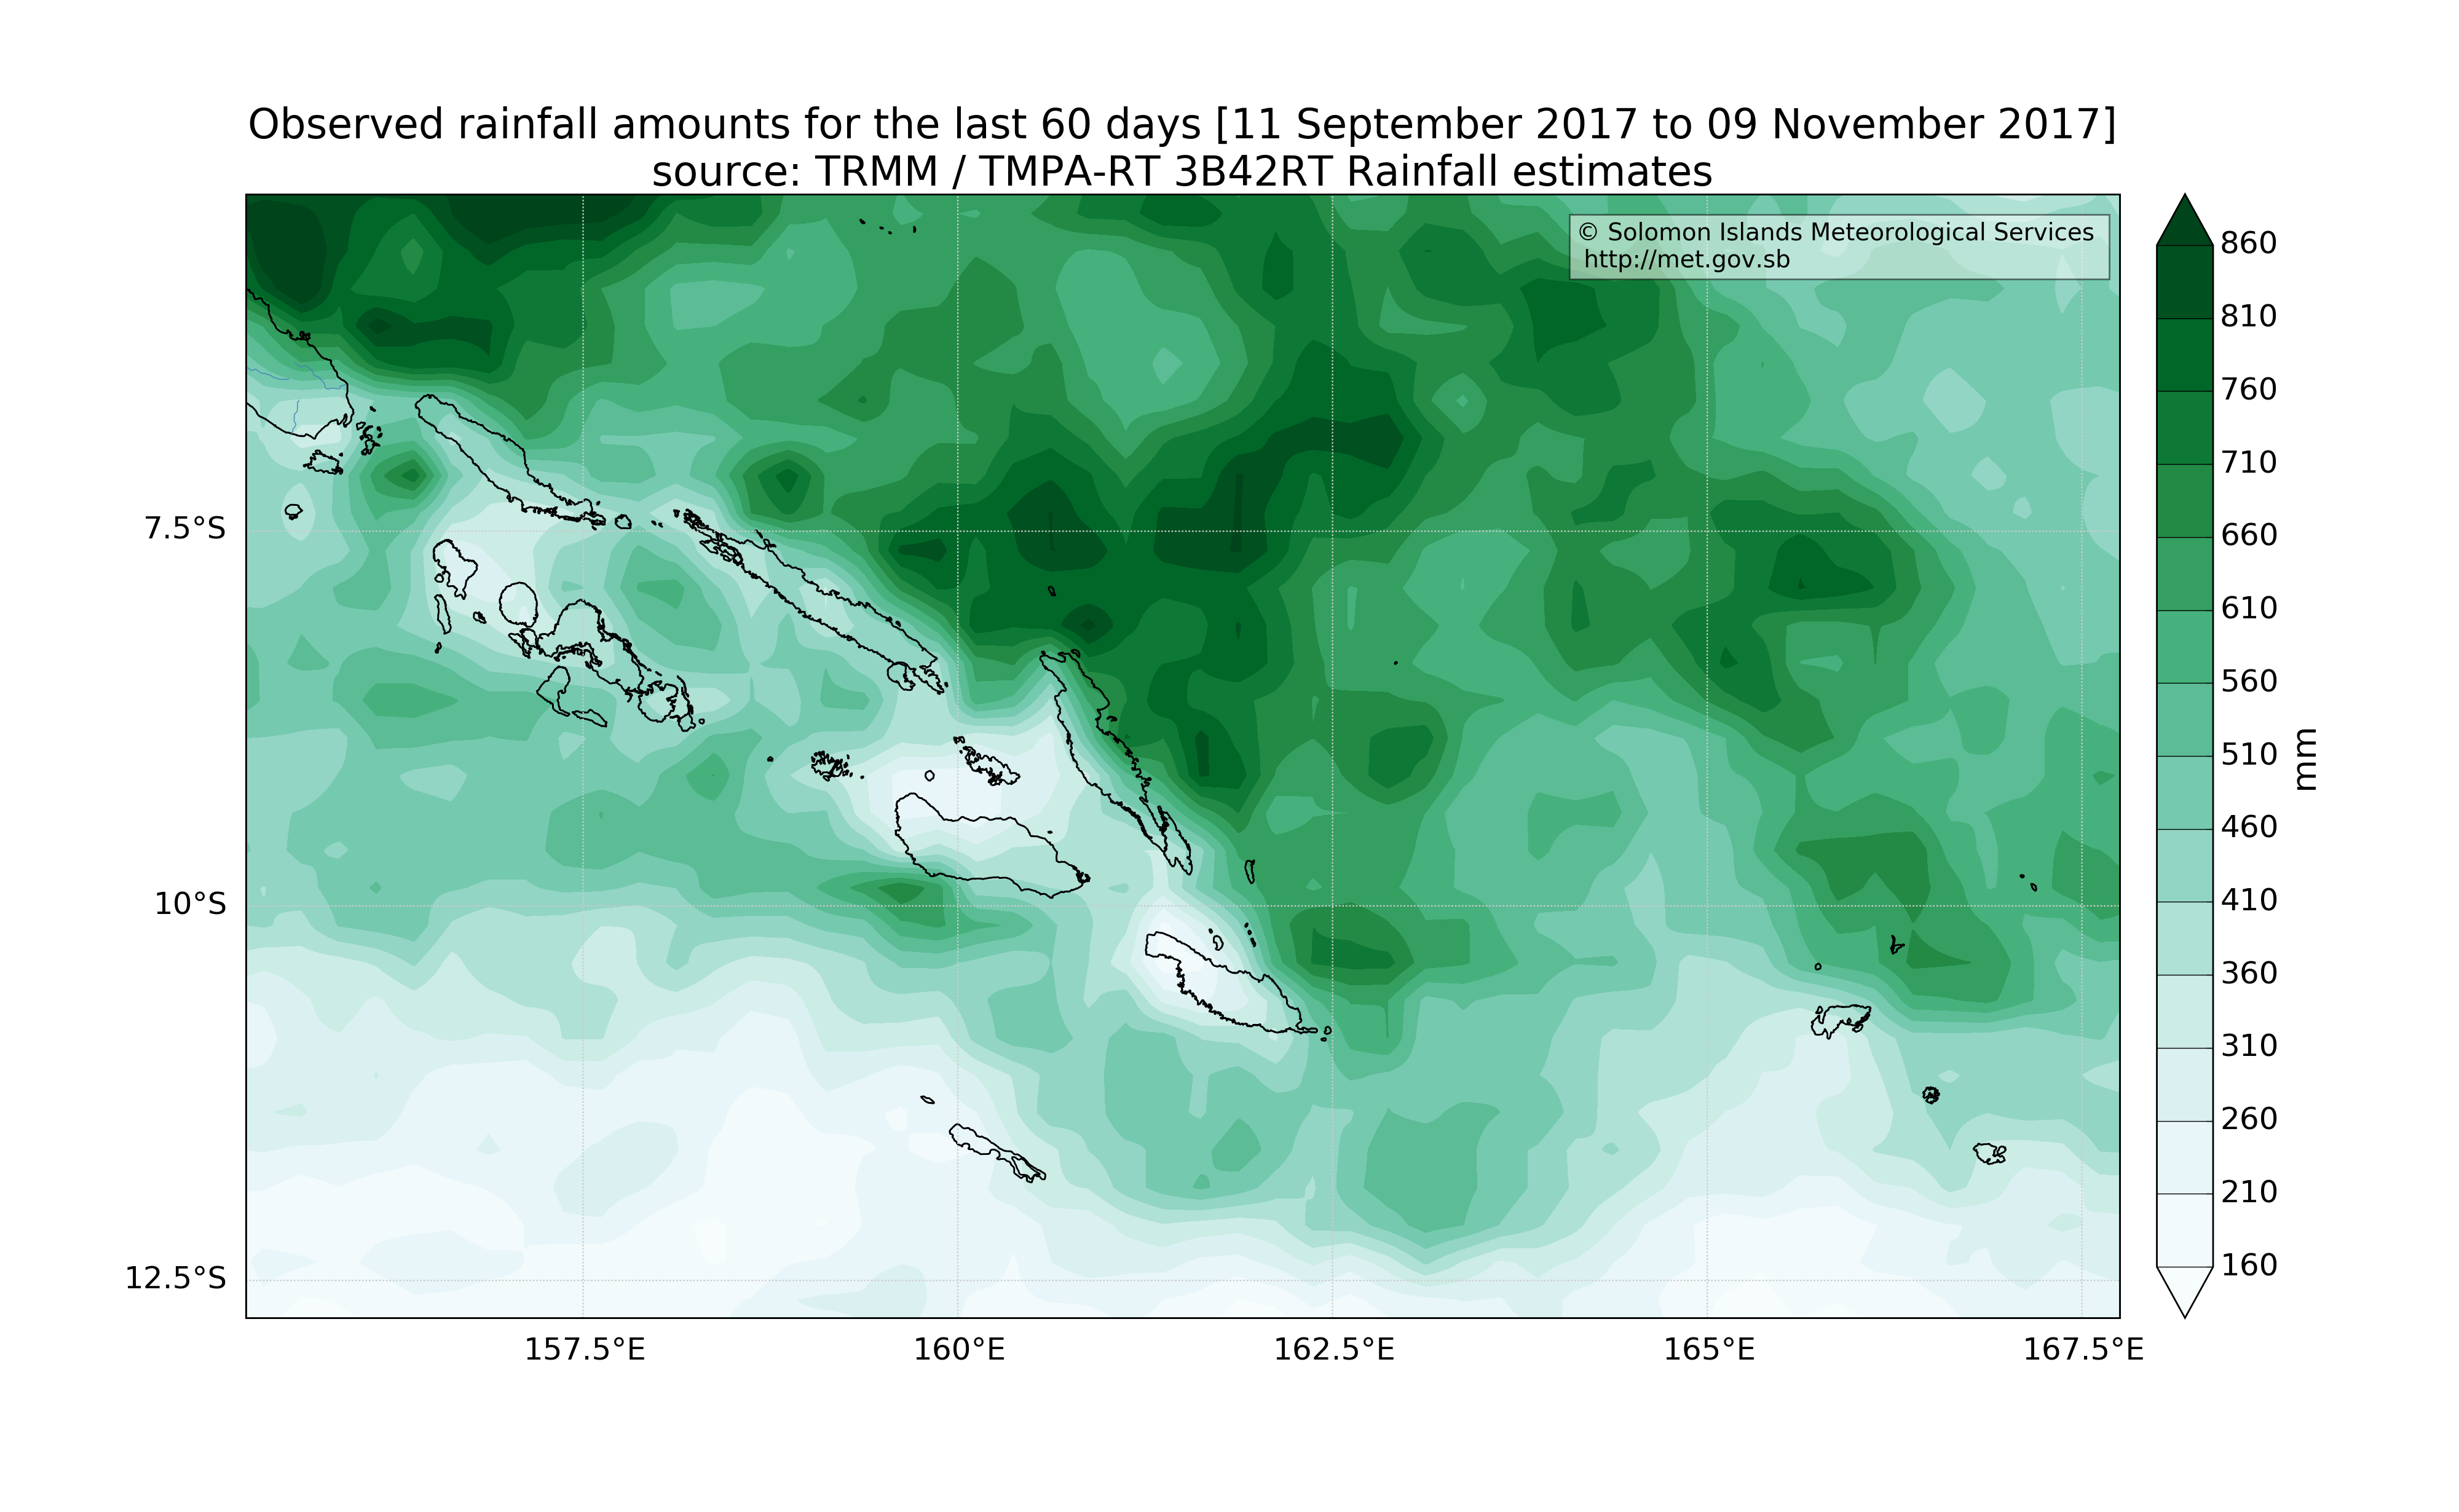 Observed rainfall amounts for the last 60 days [11 September 2017 to 09 November 2017]
source: TRMM / TMPA-RT 3B42RT Rainfall estimates
© Solomon Islands Meteorological Services
http://met.gov.sb
7.5°S
10°S
12.5°S
157.5°E
160°E
162.5°E
165°E
167.5°E
860
810
760
710
660
610
560
510
460
410
360
310
260
210
160
mm